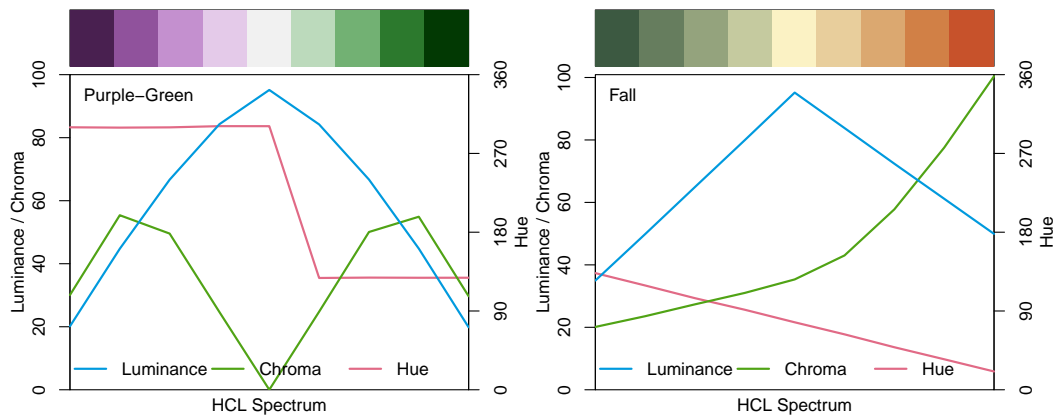 Purple−Green
100
80
60
40
20
0
Luminance / Chroma
360
270
180
90
0
Hue
Luminance
Chroma
Hue
HCL Spectrum
Fall
100
80
60
40
20
0
Luminance / Chroma
360
270
180
90
0
Hue
Luminance
Chroma
Hue
HCL Spectrum